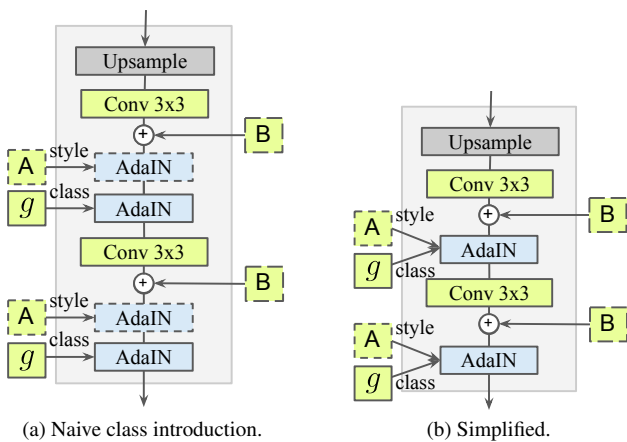 Upsample
Conv 3x3
+
B
A
style
AdaIN
g
class
AdaIN
Conv 3x3
+
B
A
style
AdaIN
g
class
AdaIN
(a) Naive class introduction.
Upsample
Conv 3x3
+
B
A
style
AdaIN
g
class
Conv 3x3
+
B
A
style
AdaIN
g
class
(b) Simplified.